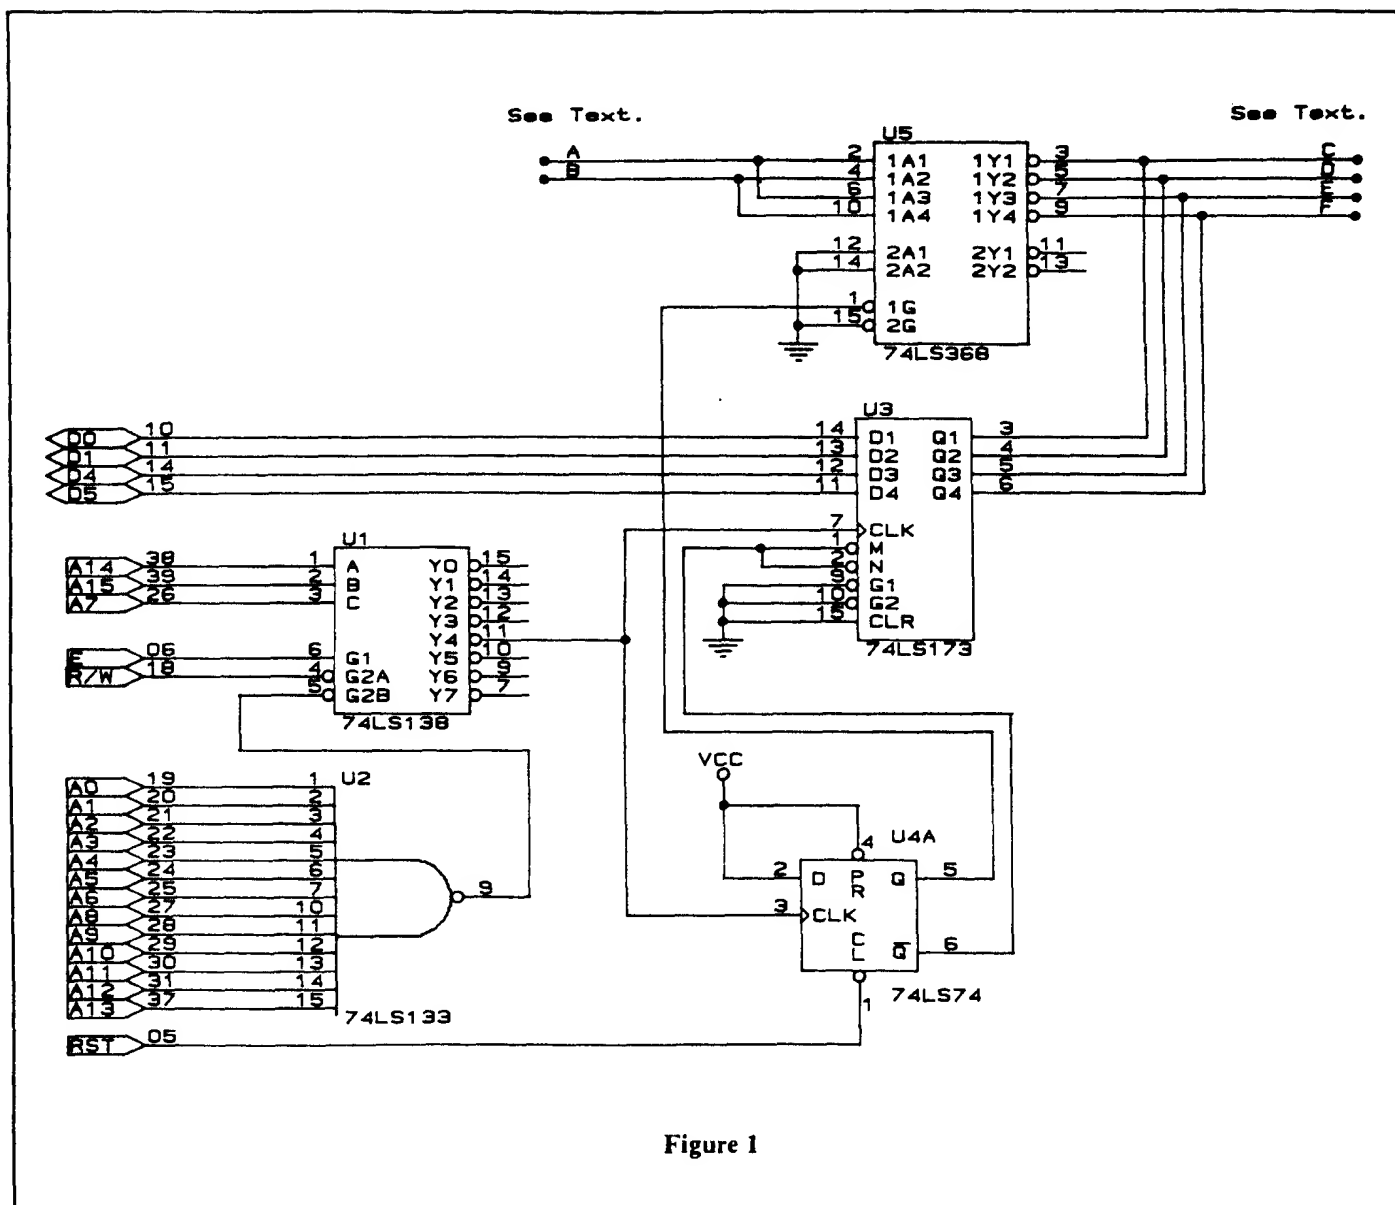 See Text.
See Text.
U5
A
B
2
4
6
10
1A1
1A2
1A3
1A4
1Y1
1Y2
1Y3
1Y4
3
5
7
9
C
D
E
F
12
14
2A1
2A2
2Y1
2Y2
11
13
1
15
1G
2G
74LS368
U3
D0
D1
D4
D5
10
11
14
15
14
13
12
11
D1
D2
D3
D4
Q1
Q2
Q3
Q4
3
4
5
6
7
1
2
9
10
15
CLK
M
N
G1
G2
CLR
74LS173
U1
A14
A15
A7
38
39
26
1
2
3
A
B
C
Y0
Y1
Y2
Y3
Y4
Y5
Y6
Y7
15
14
13
12
11
10
9
7
E
R/W
06
18
6
4
5
G1
G2A
G2B
74LS138
U2
A0
A1
A2
A3
A4
A5
A6
A8
A9
A10
A11
A12
A13
19
20
21
22
23
24
25
27
28
29
30
31
37
1
2
3
4
5
6
7
10
11
12
13
14
15
9
74LS133
RST
05
VCC
U4A
4
2
3
D
PR
Q
CLK
CL
Q̅
5
6
1
74LS74
Figure 1